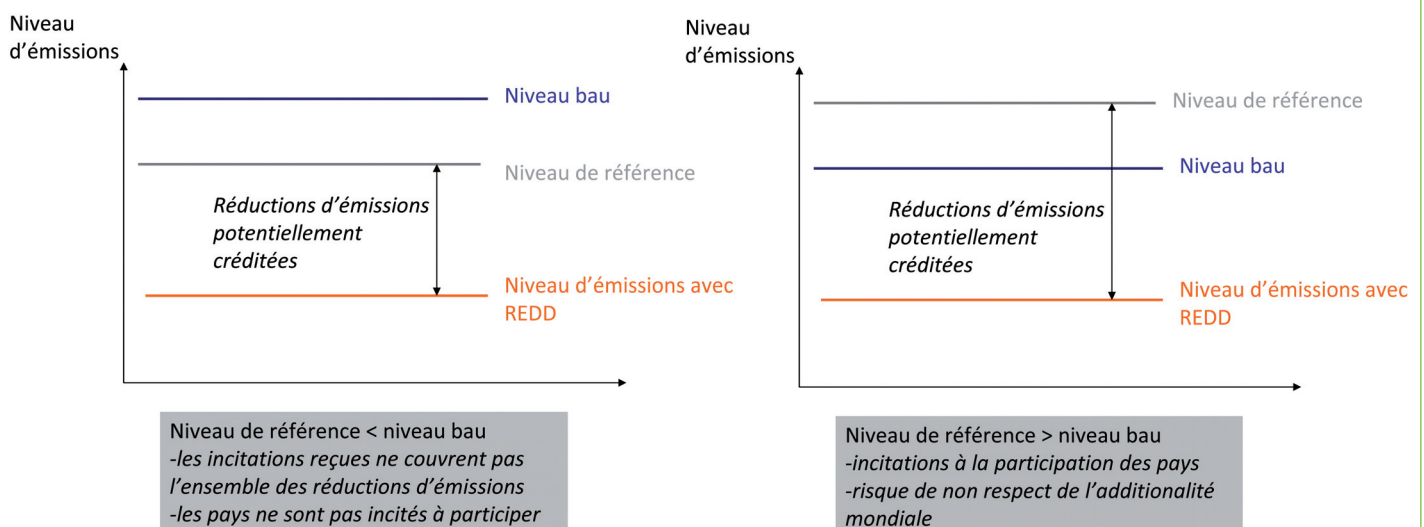 Niveau
d’émissions
Niveau bau
Niveau de référence
Réductions d’émissions
potentiellement
créditées
Niveau d’émissions avec
REDD
Niveau de référence < niveau bau
-les incitations reçues ne couvrent pas
l’ensemble des réductions d’émissions
-les pays ne sont pas incités à participer
Niveau
d’émissions
Niveau de référence
Niveau bau
Réductions d’émissions
potentiellement
créditées
Niveau d’émissions avec
REDD
Niveau de référence > niveau bau
-incitations à la participation des pays
-risque de non respect de l’additionalité
mondiale